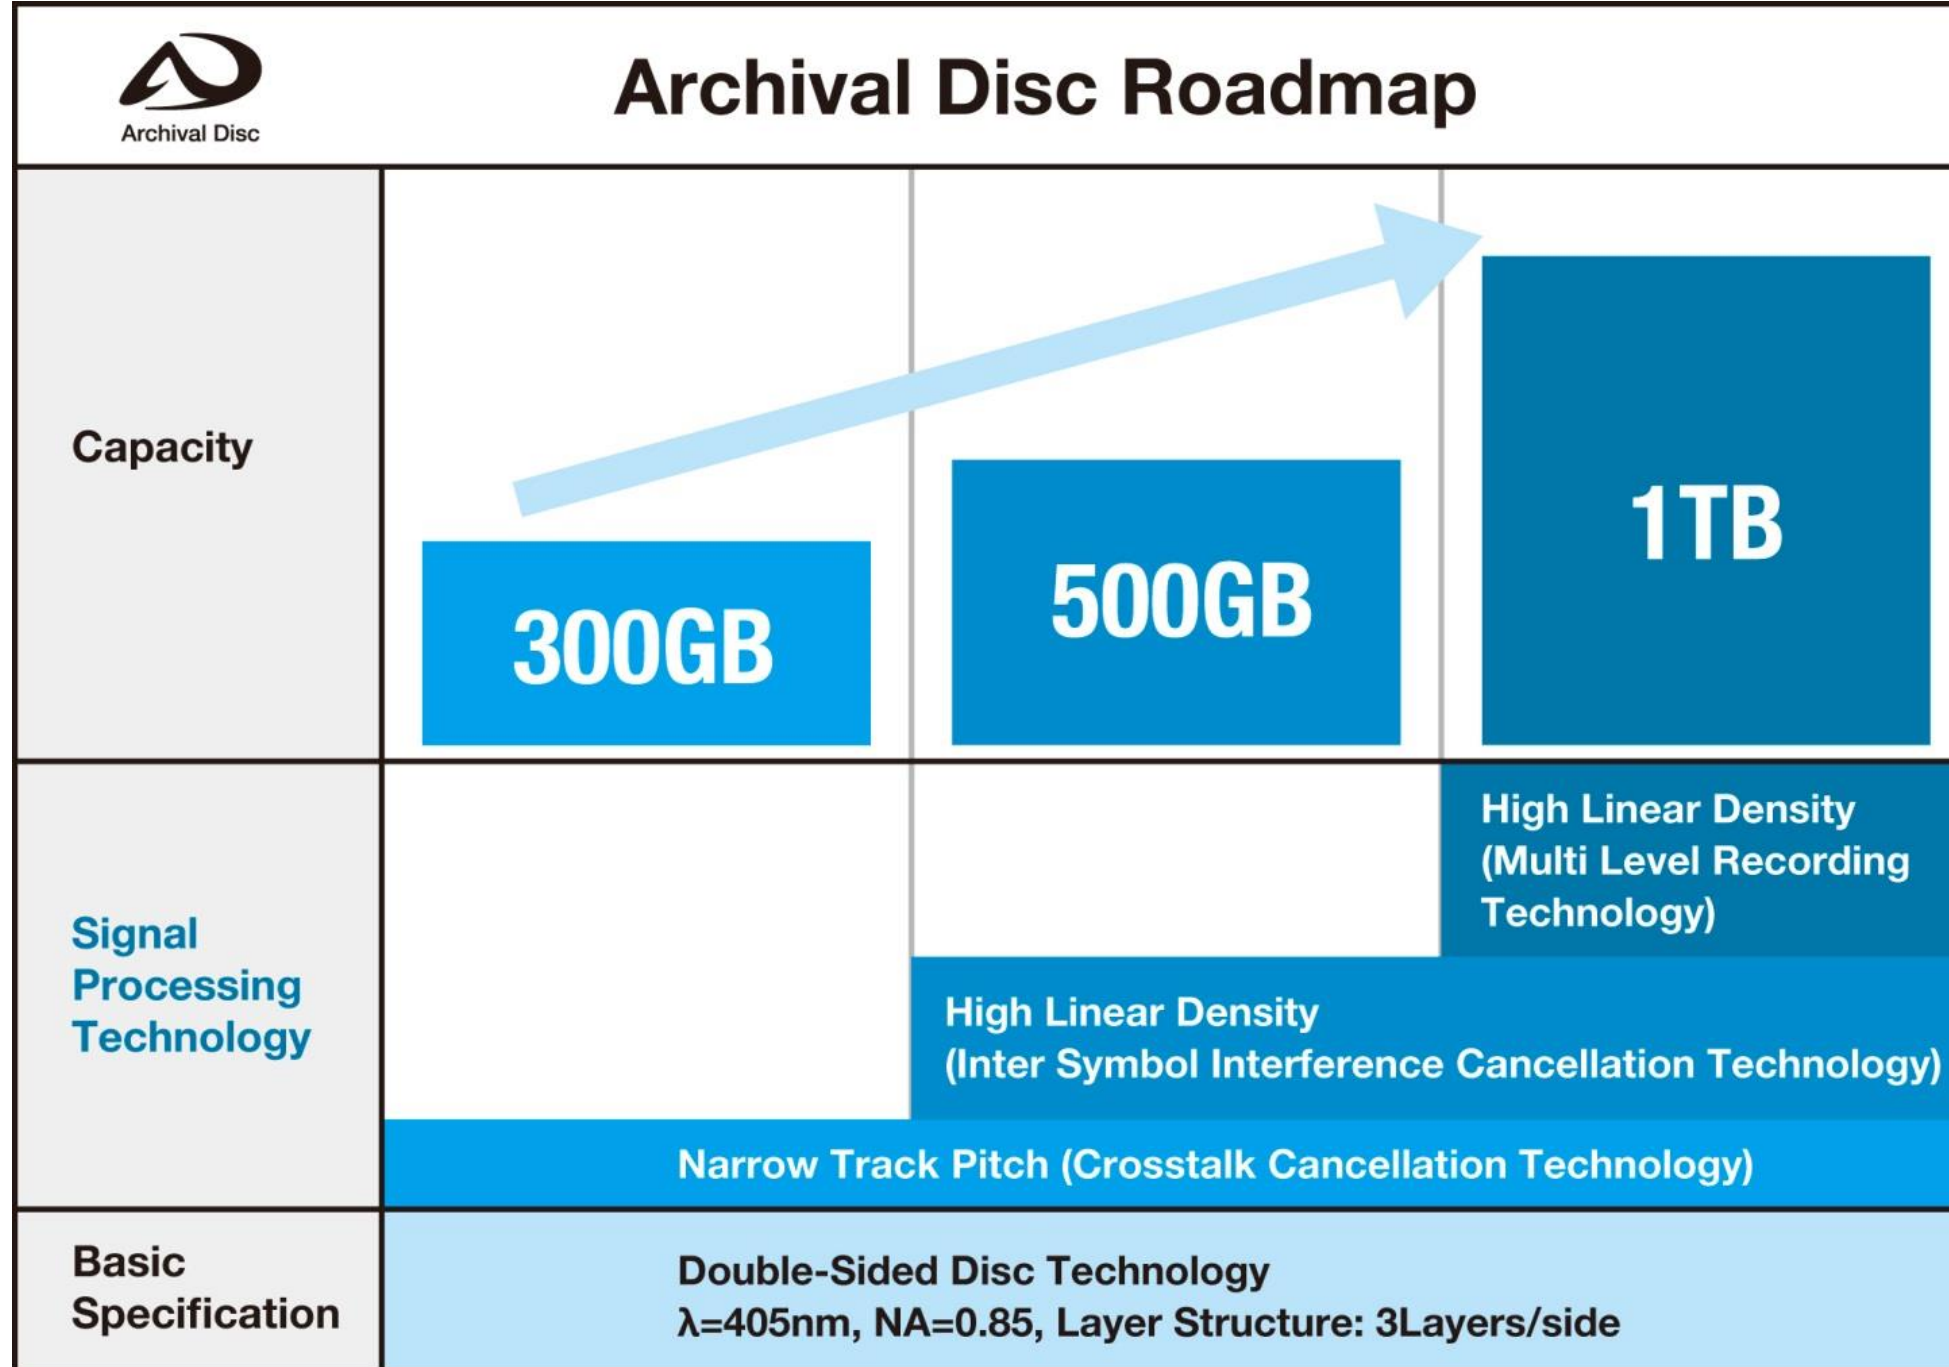 Archival Disc
Archival Disc Roadmap
Capacity
300GB
500GB
1TB
Signal
Processing
Technology
High Linear Density
(Multi Level Recording
Technology)
High Linear Density
(Inter Symbol Interference Cancellation Technology)
Narrow Track Pitch (Crosstalk Cancellation Technology)
Basic
Specification
Double-Sided Disc Technology
λ=405nm, NA=0.85, Layer Structure: 3Layers/side